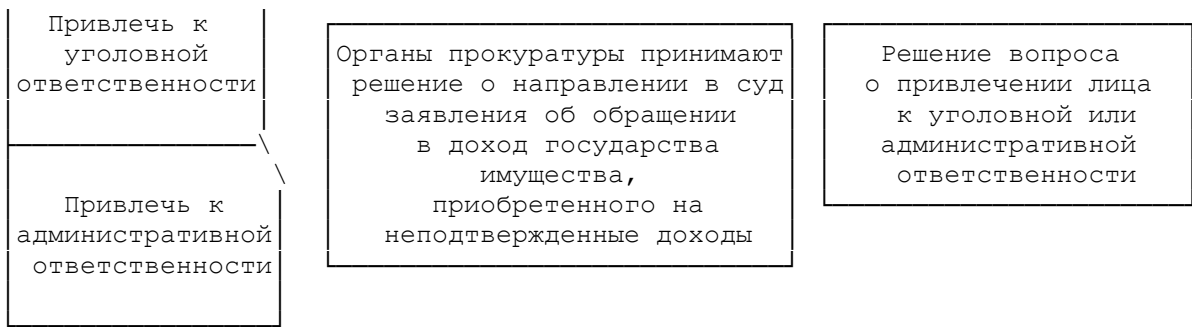 Привлечь к
уголовной
ответственности
Привлечь к
административной
ответственности
Органы прокуратуры принимают
решение о направлении в суд
заявления об обращении
в доход государства
имущества,
приобретенного на
неподтвержденные доходы
Решение вопроса
о привлечении лица
к уголовной или
административной
ответственности